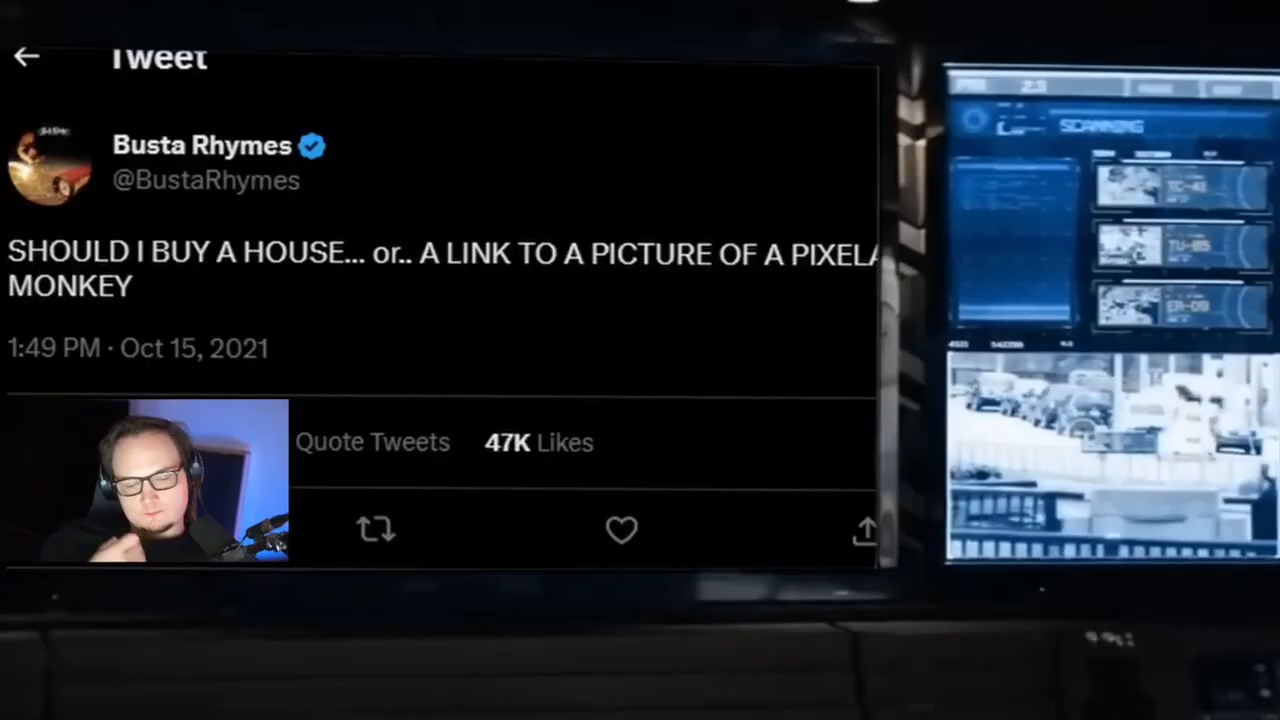 Tweet
Busta Rhymes
@BustaRhymes
SHOULD I BUY A HOUSE... or.. A LINK TO A PICTURE OF A PIXELA
MONKEY
1:49 PM · Oct 15, 2021
Quote Tweets 47K Likes
SCANNING